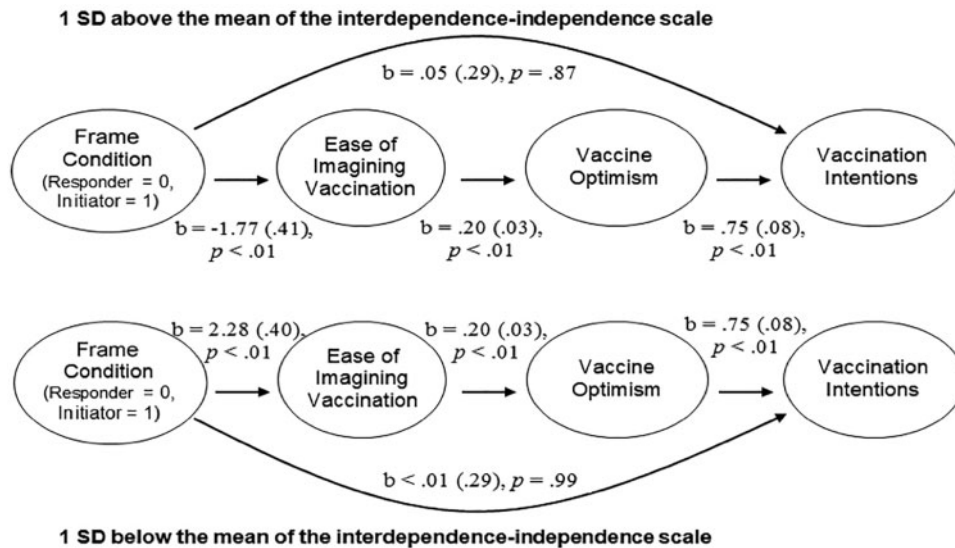 1 SD above the mean of the interdependence-independence scale
b = .05 (.29), p = .87
Frame
Condition
(Responder = 0,
Initiator = 1)
Ease of
Imagining
Vaccination
Vaccine
Optimism
Vaccination
Intentions
b = -1.77 (.41),
p < .01
b = .20 (.03),
p < .01
b = .75 (.08),
p < .01
b = 2.28 (.40),
p < .01
b = .20 (.03),
p < .01
b = .75 (.08),
p < .01
Frame
Condition
(Responder = 0,
Initiator = 1)
Ease of
Imagining
Vaccination
Vaccine
Optimism
Vaccination
Intentions
b < .01 (.29), p = .99
1 SD below the mean of the interdependence-independence scale